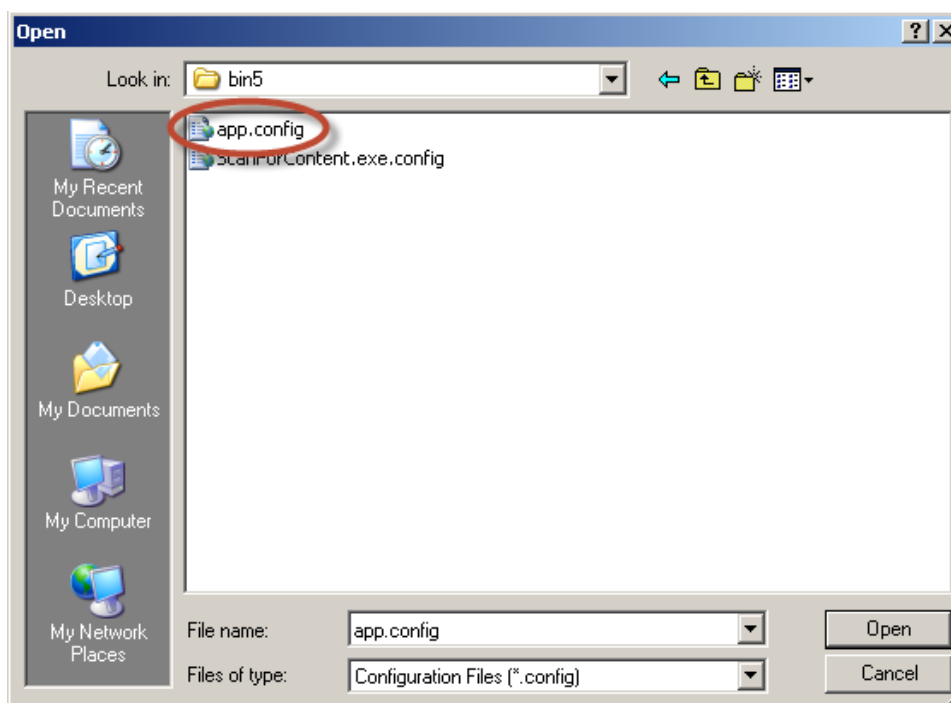 Open
Look in: bin5
app.config
ScanForContent.exe.config
My Recent
Documents
Desktop
My Documents
My Computer
My Network
Places
File name: app.config Open
Files of type: Configuration Files (*.config) Cancel